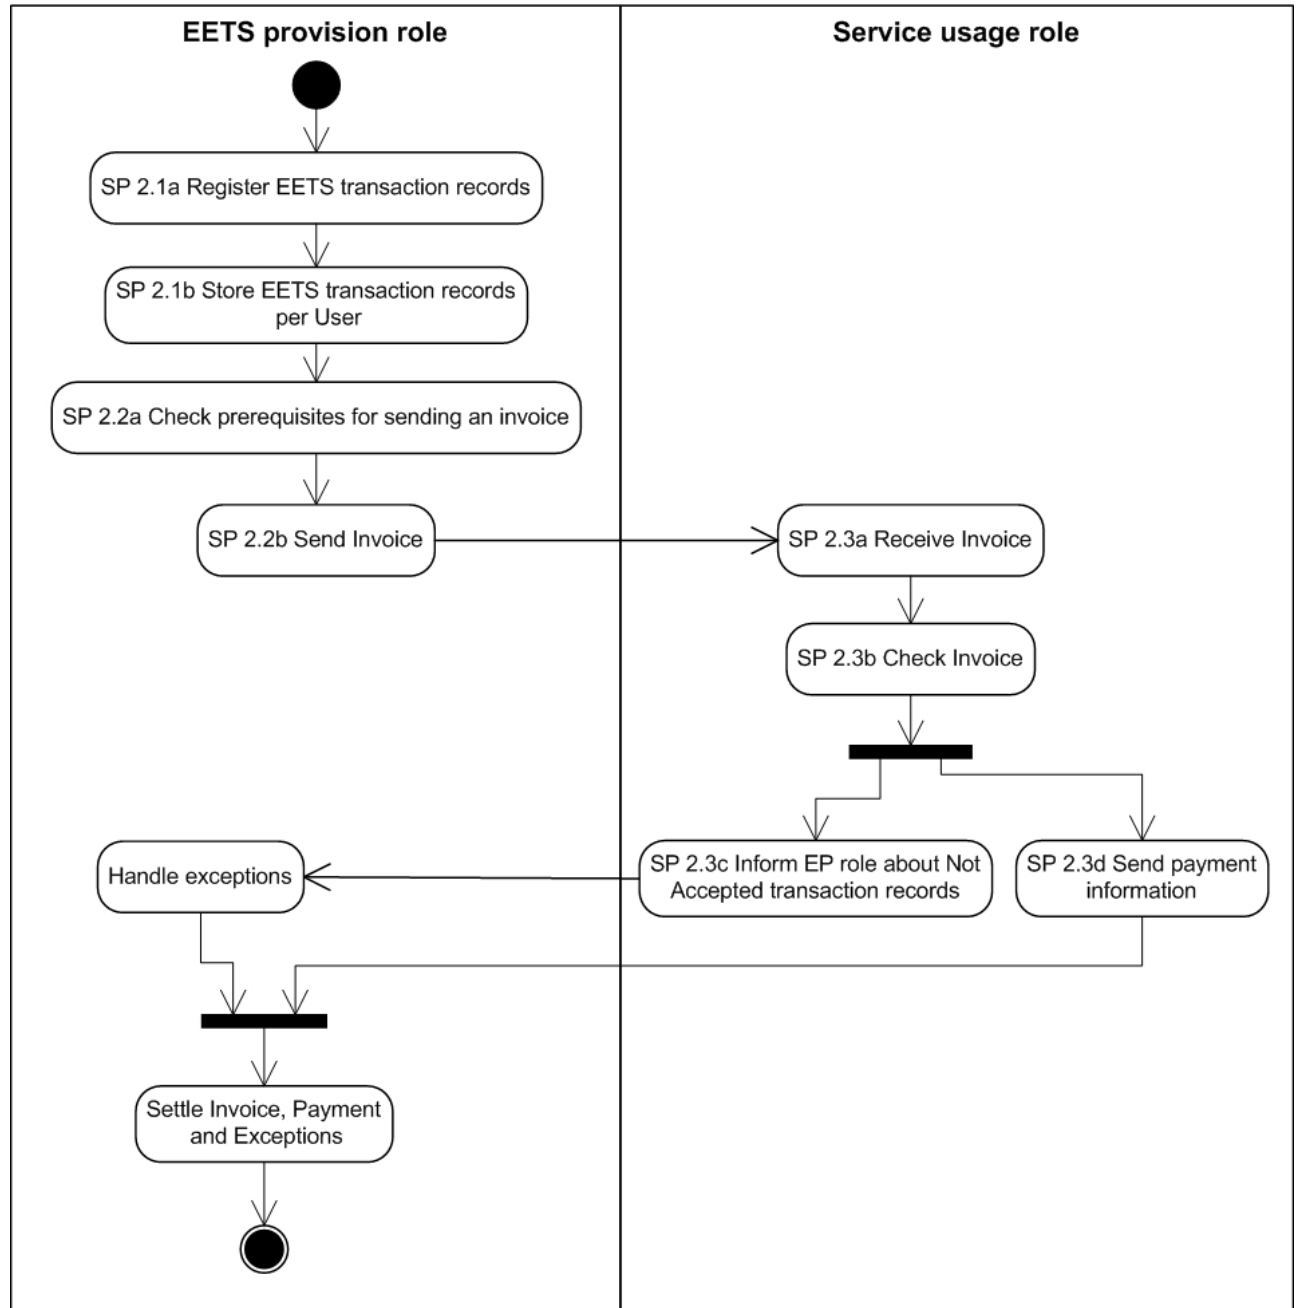 EETS provision role
Service usage role
SP 2.1a Register EETS transaction records
SP 2.1b Store EETS transaction records
per User
SP 2.2a Check prerequisites for sending an invoice
SP 2.2b Send Invoice
SP 2.3a Receive Invoice
SP 2.3b Check Invoice
Handle exceptions
SP 2.3c Inform EP role about Not
Accepted transaction records
SP 2.3d Send payment
information
Settle Invoice, Payment
and Exceptions